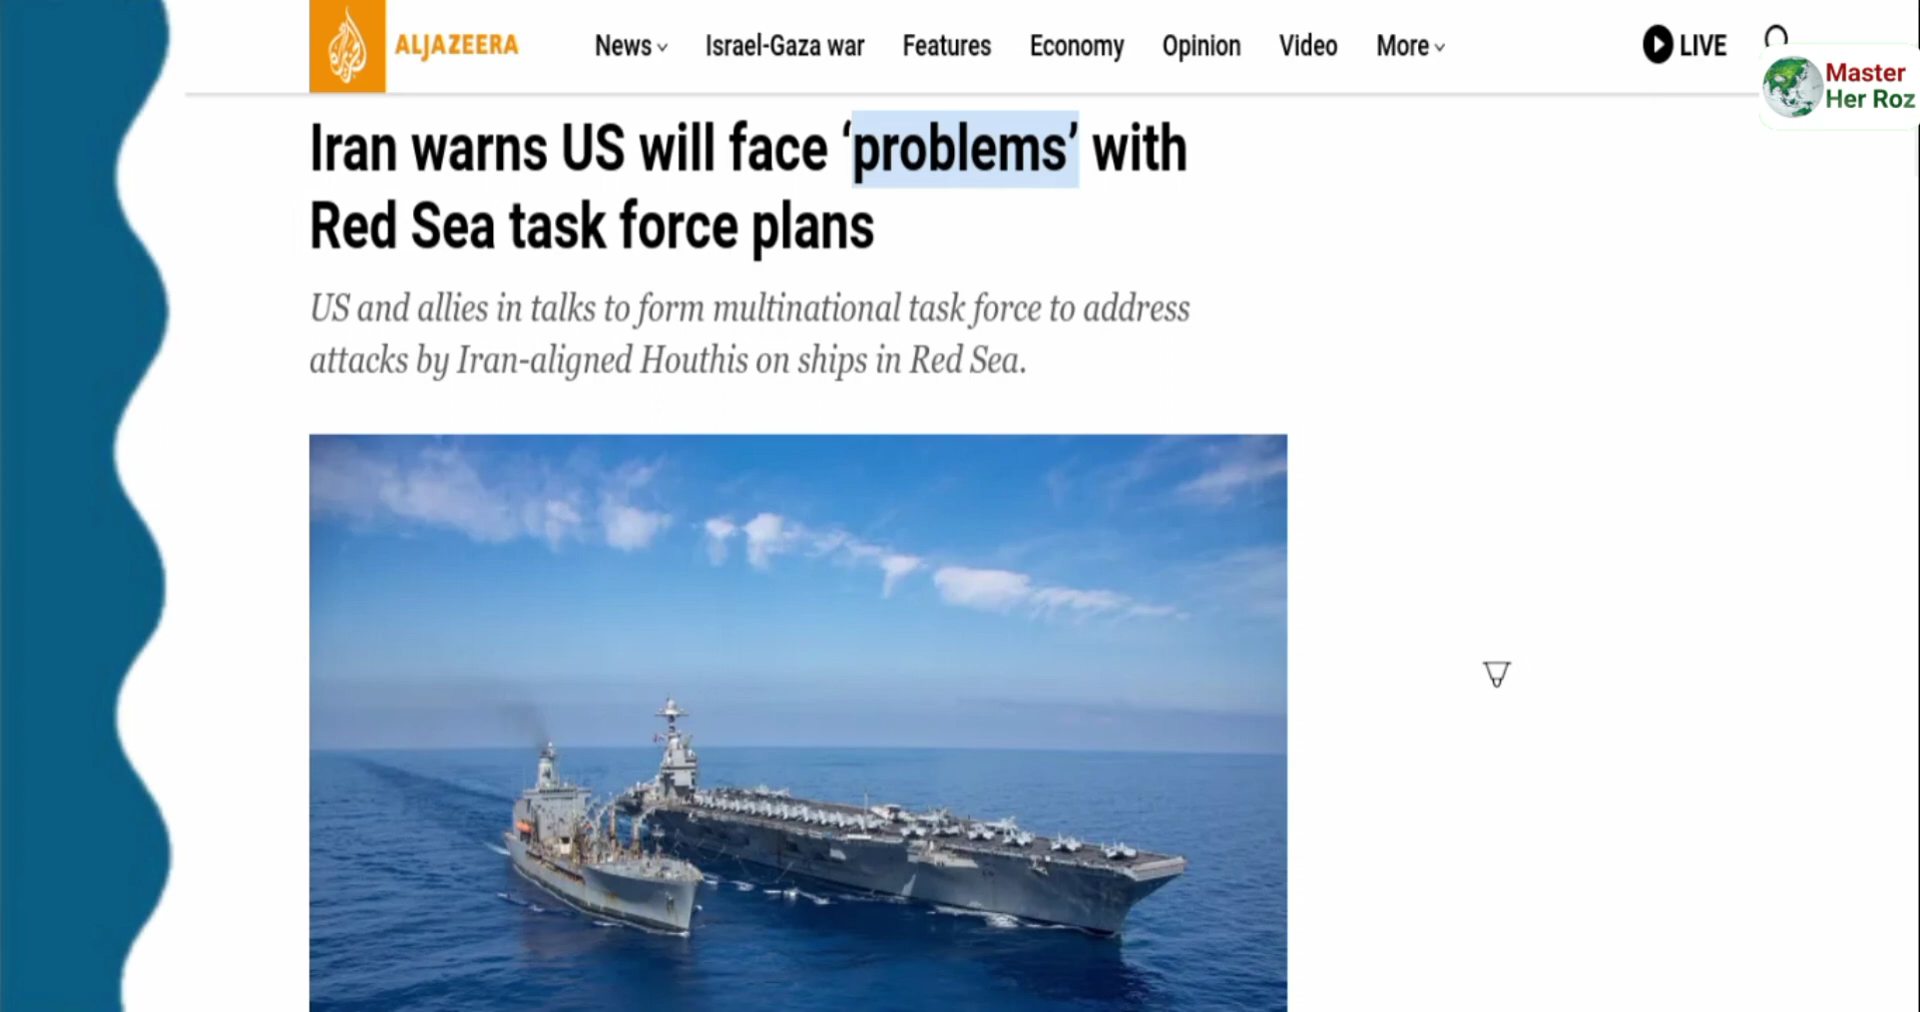 ALJAZEERA
News
Israel-Gaza war
Features
Economy
Opinion
Video
More
LIVE
Master
Her Roz
Iran warns US will face ‘problems’ with
Red Sea task force plans
US and allies in talks to form multinational task force to address
attacks by Iran-aligned Houthis on ships in Red Sea.